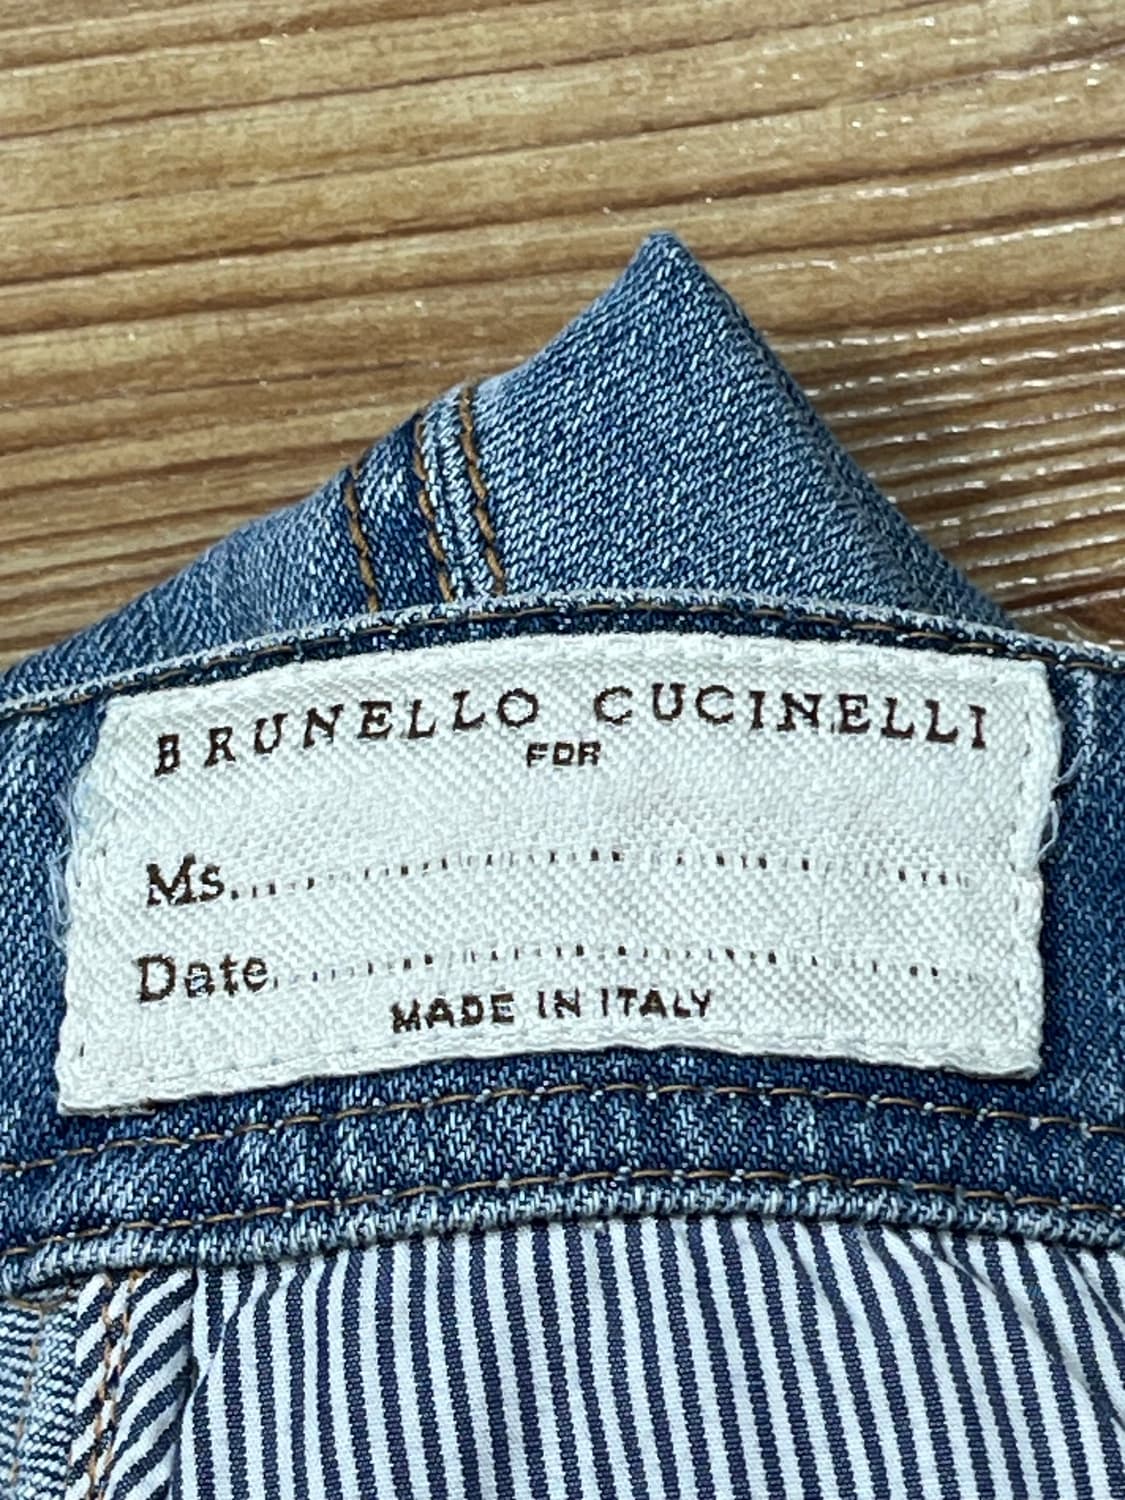 BRUNELLO CUCINELLI
FOR
Ms.
Date
MADE IN ITALY